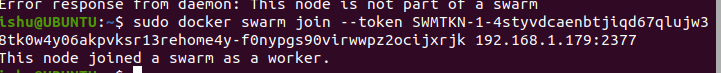 Error response from daemon: This node is not part of a swarm
ishu@UBUNTU:~$ sudo docker swarm join --token SWMTKN-1-4styvdcaenbtjiqd67qlujw3
8tk0w4y06akpvksr13rehome4y-f0nypgs90virwwpz2ocijxrjk 192.168.1.179:2377
This node joined a swarm as a worker.